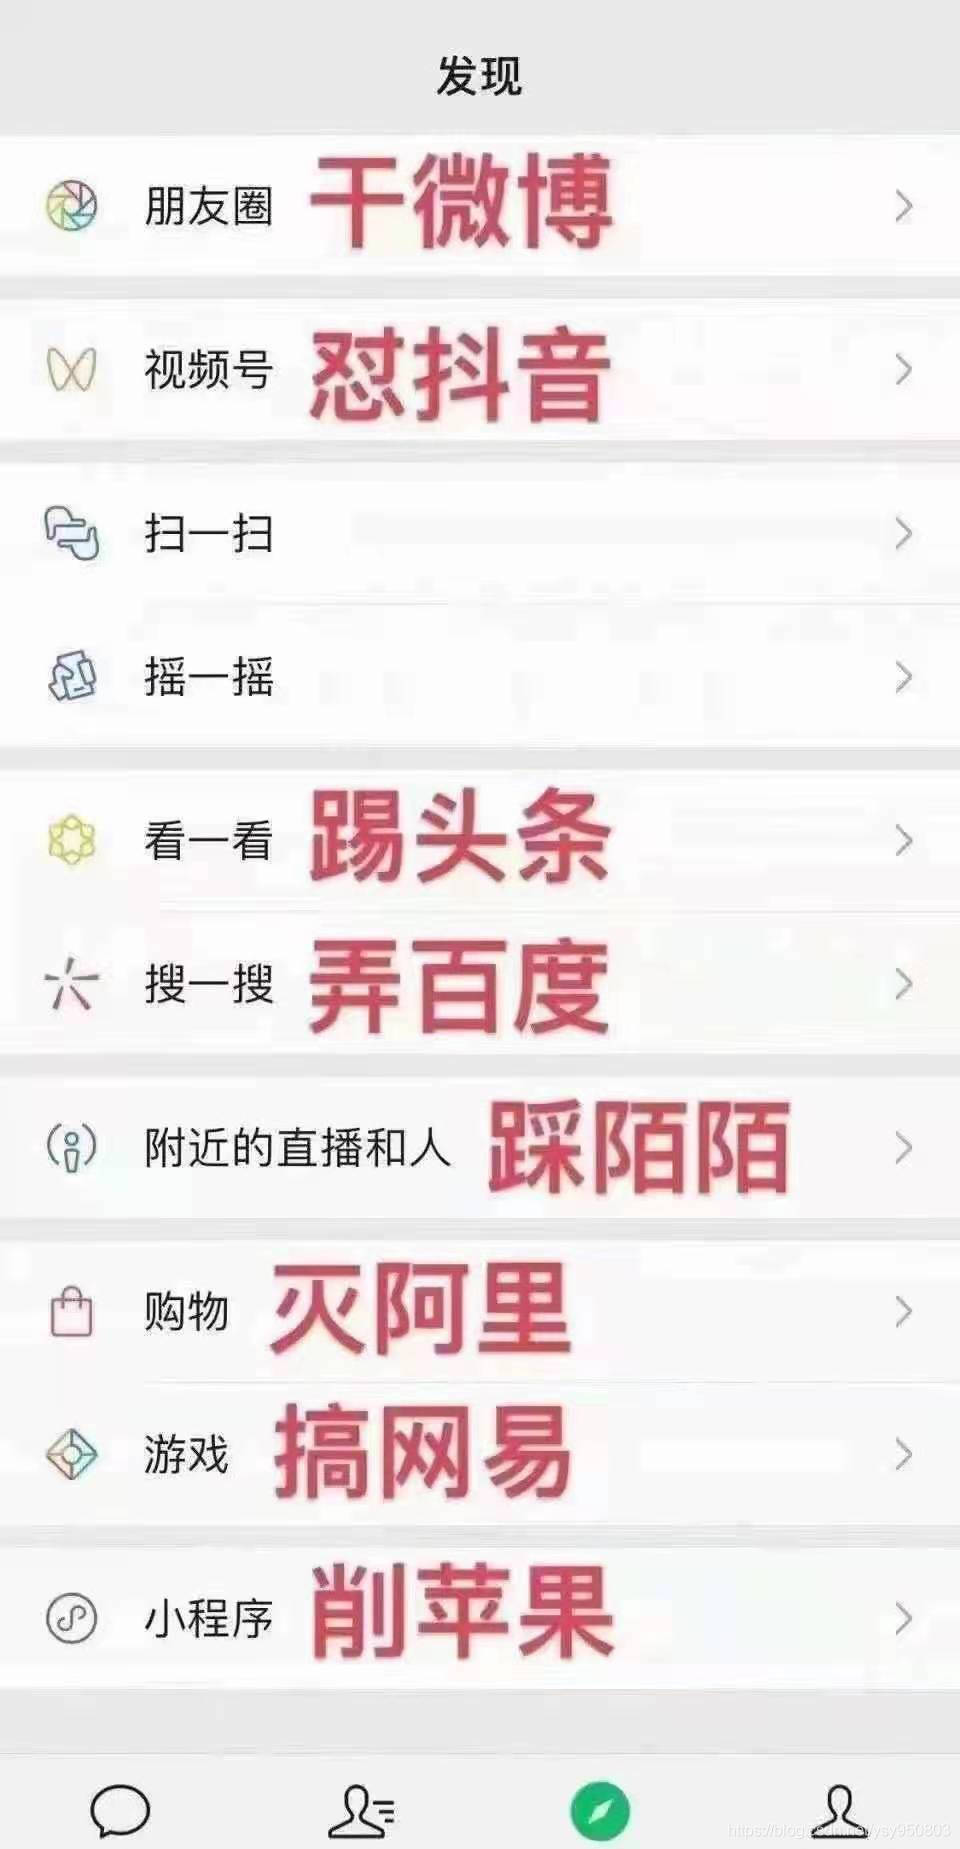 发现
朋友圈 干微博
视频号 怼抖音
扫一扫
摇一摇
看一看 踢头条
搜一搜 弄百度
附近的直播和人 踩陌陌
购物 灭阿里
游戏 搞网易
小程序 削苹果
https://blog.csdn.net/ysy950803